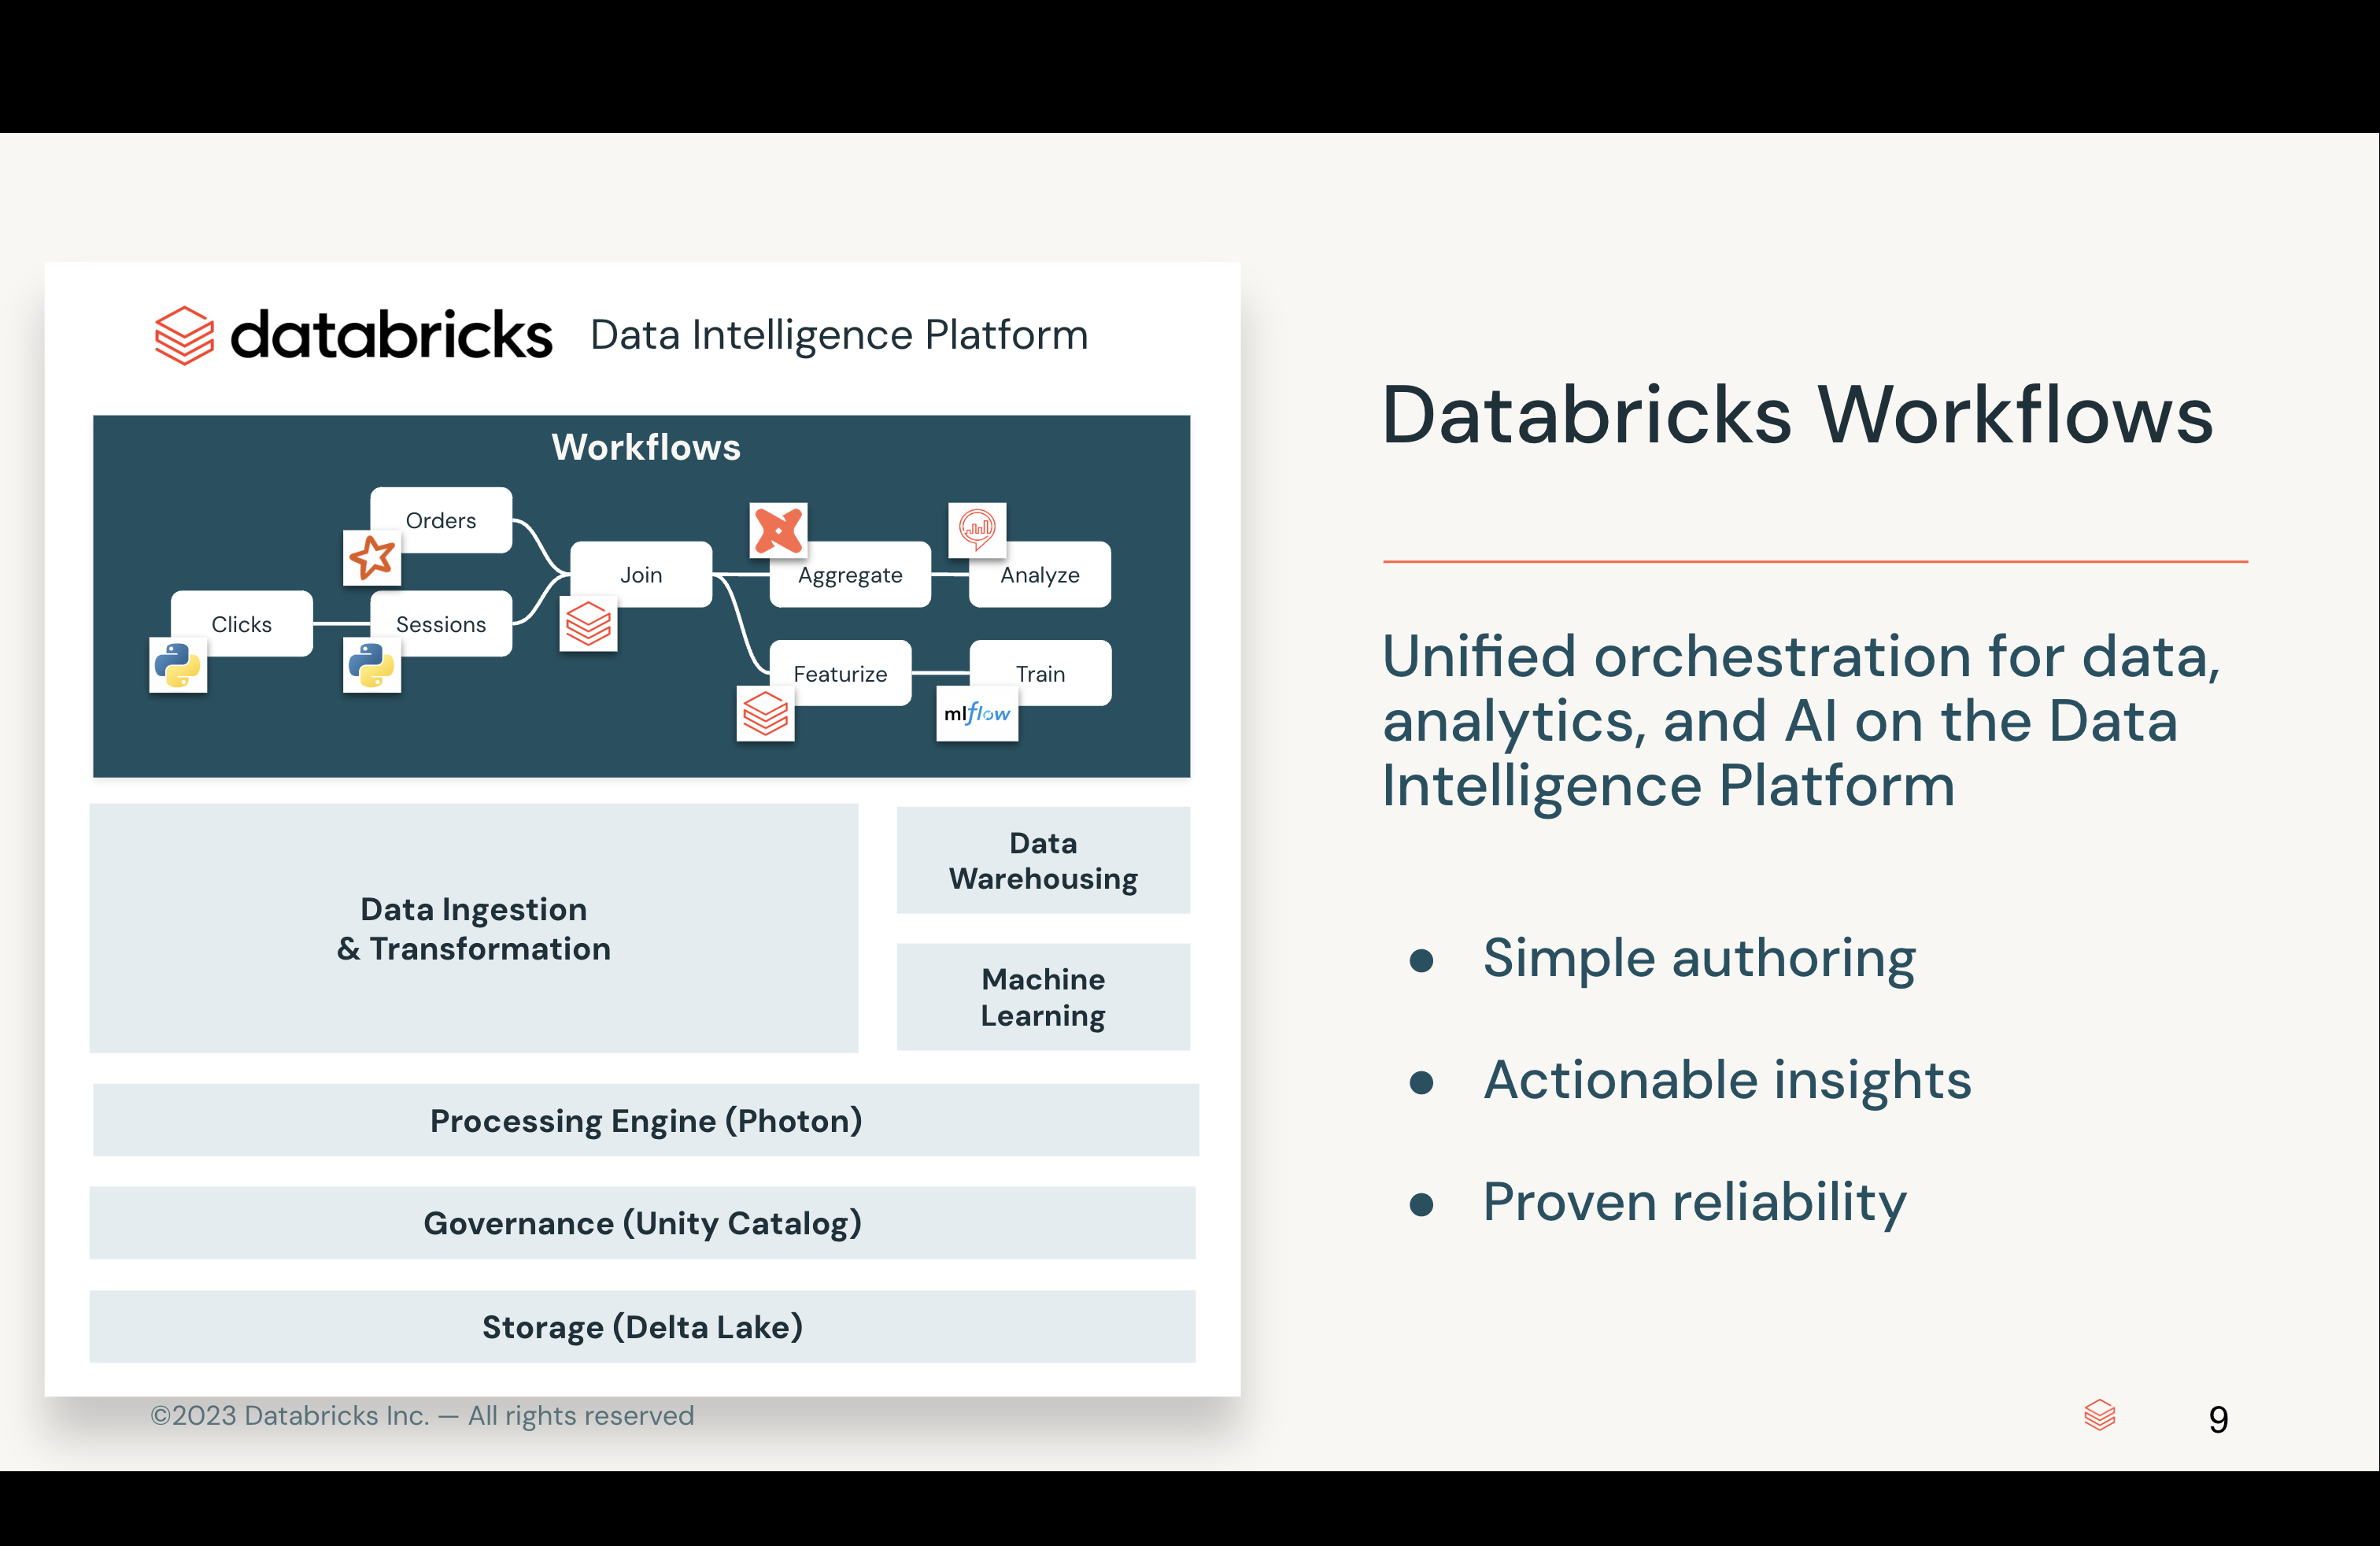 databricks Data Intelligence Platform
Workflows
Orders
Join
Aggregate
Analyze
Clicks
Sessions
Featurize
Train
mlflow
Data Ingestion
& Transformation
Data
Warehousing
Machine
Learning
Processing Engine (Photon)
Governance (Unity Catalog)
Storage (Delta Lake)
Databricks Workflows
Unified orchestration for data,
analytics, and AI on the Data
Intelligence Platform
● Simple authoring
● Actionable insights
● Proven reliability
©2023 Databricks Inc. — All rights reserved
9